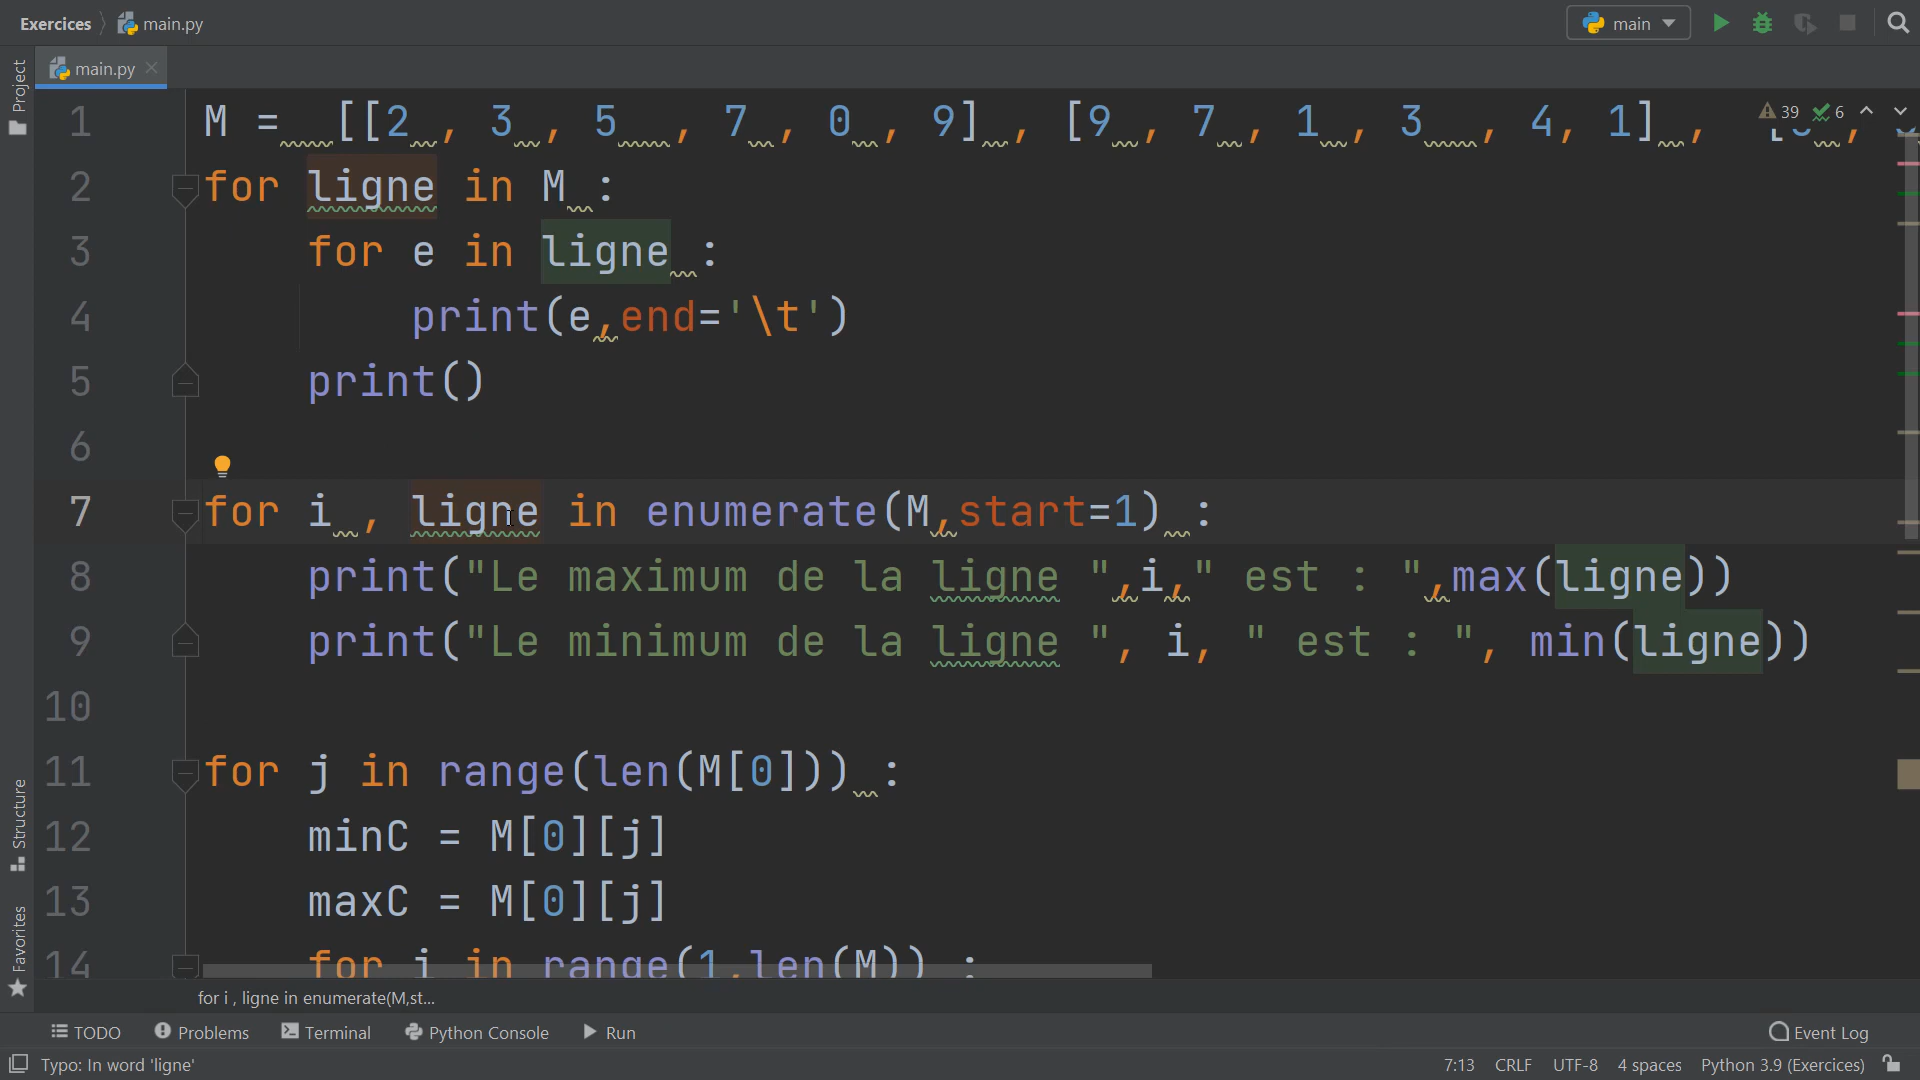 Exercices main.py main
Project main.py
1 M = [[2 , 3 , 5 , 7 , 0 , 9] , [9 , 7 , 1 , 3 , 4, 1] , 39 6
2 for ligne in M :
3 for e in ligne :
4 print(e,end='\t')
5 print()
6
7 for i , ligne in enumerate(M,start=1) :
8 print("Le maximum de la ligne ",i," est : ",max(ligne))
9 print("Le minimum de la ligne ", i, " est : ", min(ligne))
10
11 for j in range(len(M[0])) :
12 minC = M[0][j]
13 maxC = M[0][j]
14 for i in range(1,len(M)) :
Structure
Favorites
for i , ligne in enumerate(M,st...
TODO Problems Terminal Python Console Run Event Log
Typo: In word 'ligne' 7:13 CRLF UTF-8 4 spaces Python 3.9 (Exercices)